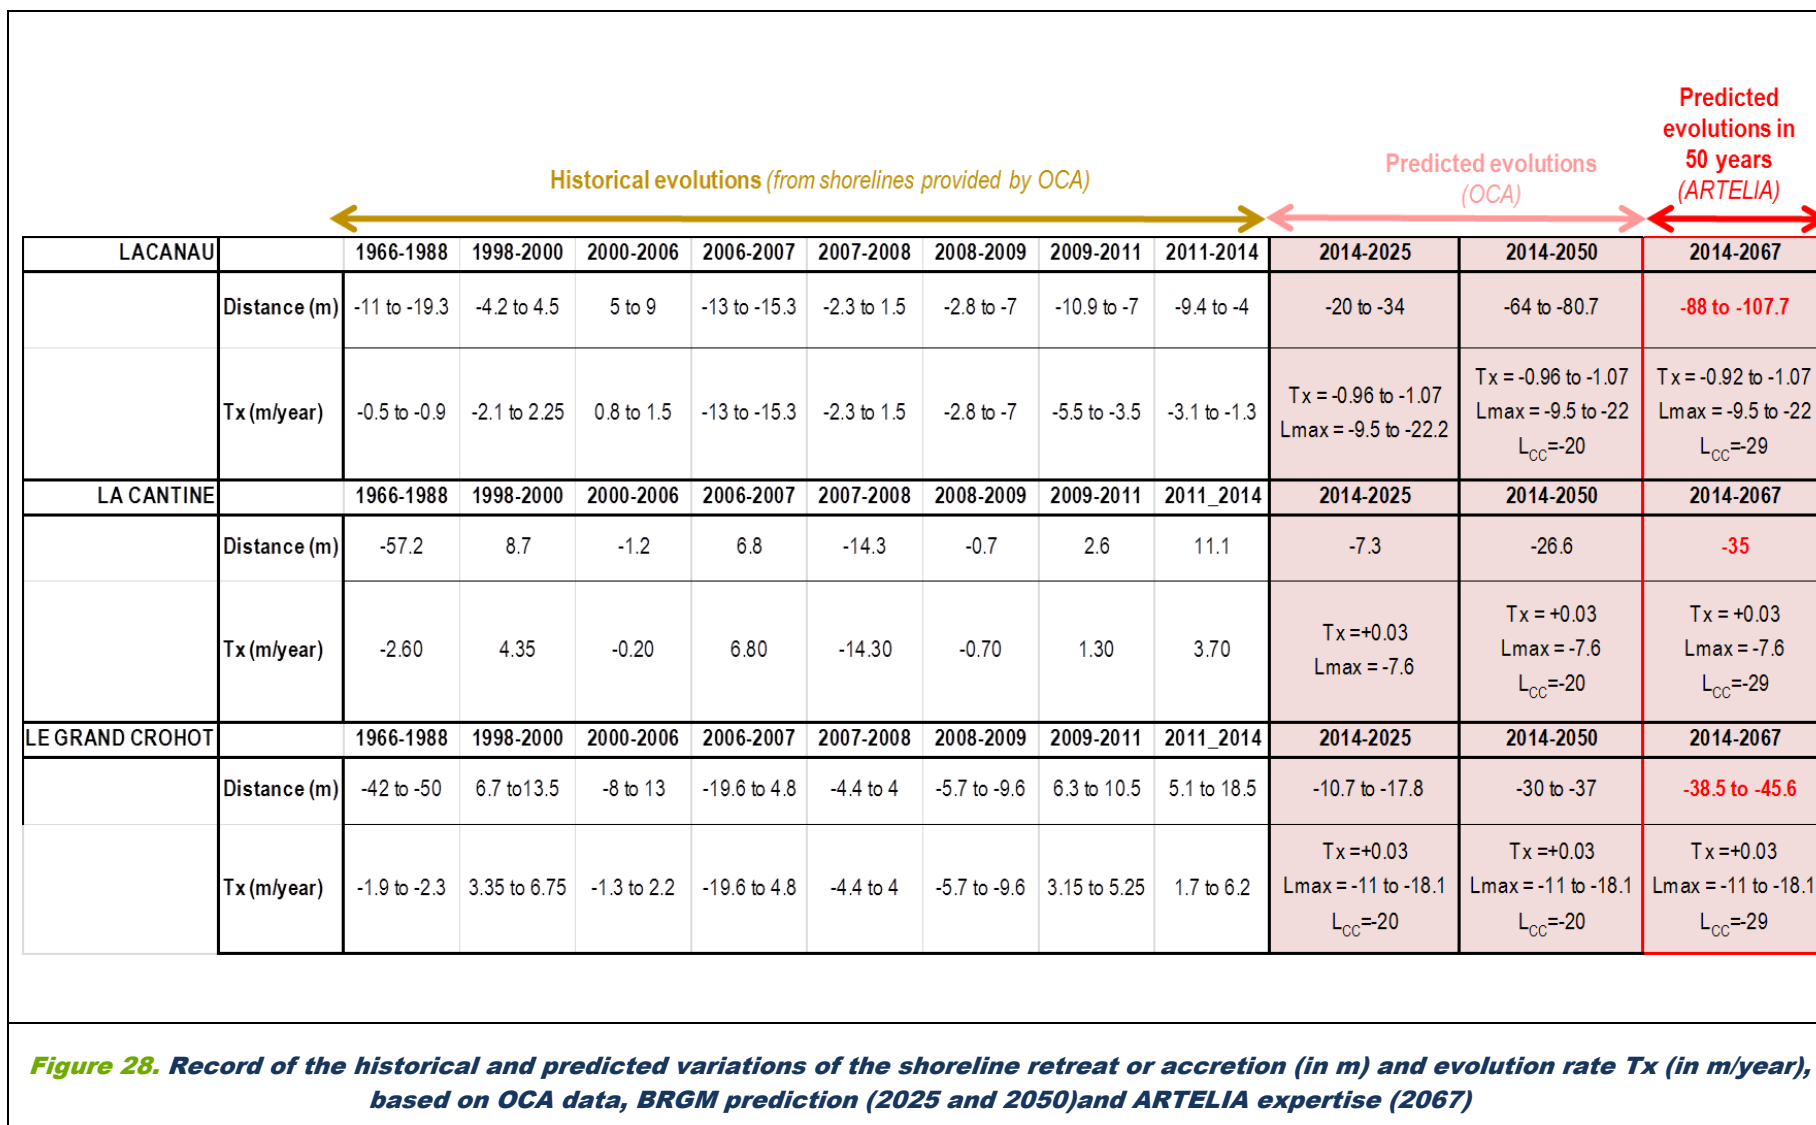 Predicted
evolutions in
50 years
(ARTELIA)
Predicted evolutions
(OCA)
Historical evolutions (from shorelines provided by OCA)
LACANAU 1966-1988 1998-2000 2000-2006 2006-2007 2007-2008 2008-2009 2009-2011 2011-2014 2014-2025 2014-2050 2014-2067
Distance (m) -11 to -19.3 -4.2 to 4.5 5 to 9 -13 to -15.3 -2.3 to 1.5 -2.8 to -7 -10.9 to -7 -9.4 to -4 -20 to -34 -64 to -80.7 -88 to -107.7
Tx (m/year) -0.5 to -0.9 -2.1 to 2.25 0.8 to 1.5 -13 to -15.3 -2.3 to 1.5 -2.8 to -7 -5.5 to -3.5 -3.1 to -1.3
Tx = -0.96 to -1.07
Lmax = -9.5 to -22.2
Tx = -0.96 to -1.07
Lmax = -9.5 to -22
LCC=-20
Tx = -0.92 to -1.07
Lmax = -9.5 to -22
LCC=-29
LA CANTINE 1966-1988 1998-2000 2000-2006 2006-2007 2007-2008 2008-2009 2009-2011 2011_2014 2014-2025 2014-2050 2014-2067
Distance (m) -57.2 8.7 -1.2 6.8 -14.3 -0.7 2.6 11.1 -7.3 -26.6 -35
Tx (m/year) -2.60 4.35 -0.20 6.80 -14.30 -0.70 1.30 3.70
Tx =+0.03
Lmax = -7.6
Tx = +0.03
Lmax = -7.6
LCC=-20
Tx = +0.03
Lmax = -7.6
LCC=-29
LE GRAND CROHOT 1966-1988 1998-2000 2000-2006 2006-2007 2007-2008 2008-2009 2009-2011 2011_2014 2014-2025 2014-2050 2014-2067
Distance (m) -42 to -50 6.7 to13.5 -8 to 13 -19.6 to 4.8 -4.4 to 4 -5.7 to -9.6 6.3 to 10.5 5.1 to 18.5 -10.7 to -17.8 -30 to -37 -38.5 to -45.6
Tx (m/year) -1.9 to -2.3 3.35 to 6.75 -1.3 to 2.2 -19.6 to 4.8 -4.4 to 4 -5.7 to -9.6 3.15 to 5.25 1.7 to 6.2
Tx =+0.03
Lmax = -11 to -18.1
LCC=-20
Tx =+0.03
Lmax = -11 to -18.1
LCC=-20
Tx =+0.03
Lmax = -11 to -18.1
LCC=-29
Figure 28. Record of the historical and predicted variations of the shoreline retreat or accretion (in m) and evolution rate Tx (in m/year),
based on OCA data, BRGM prediction (2025 and 2050)and ARTELIA expertise (2067)